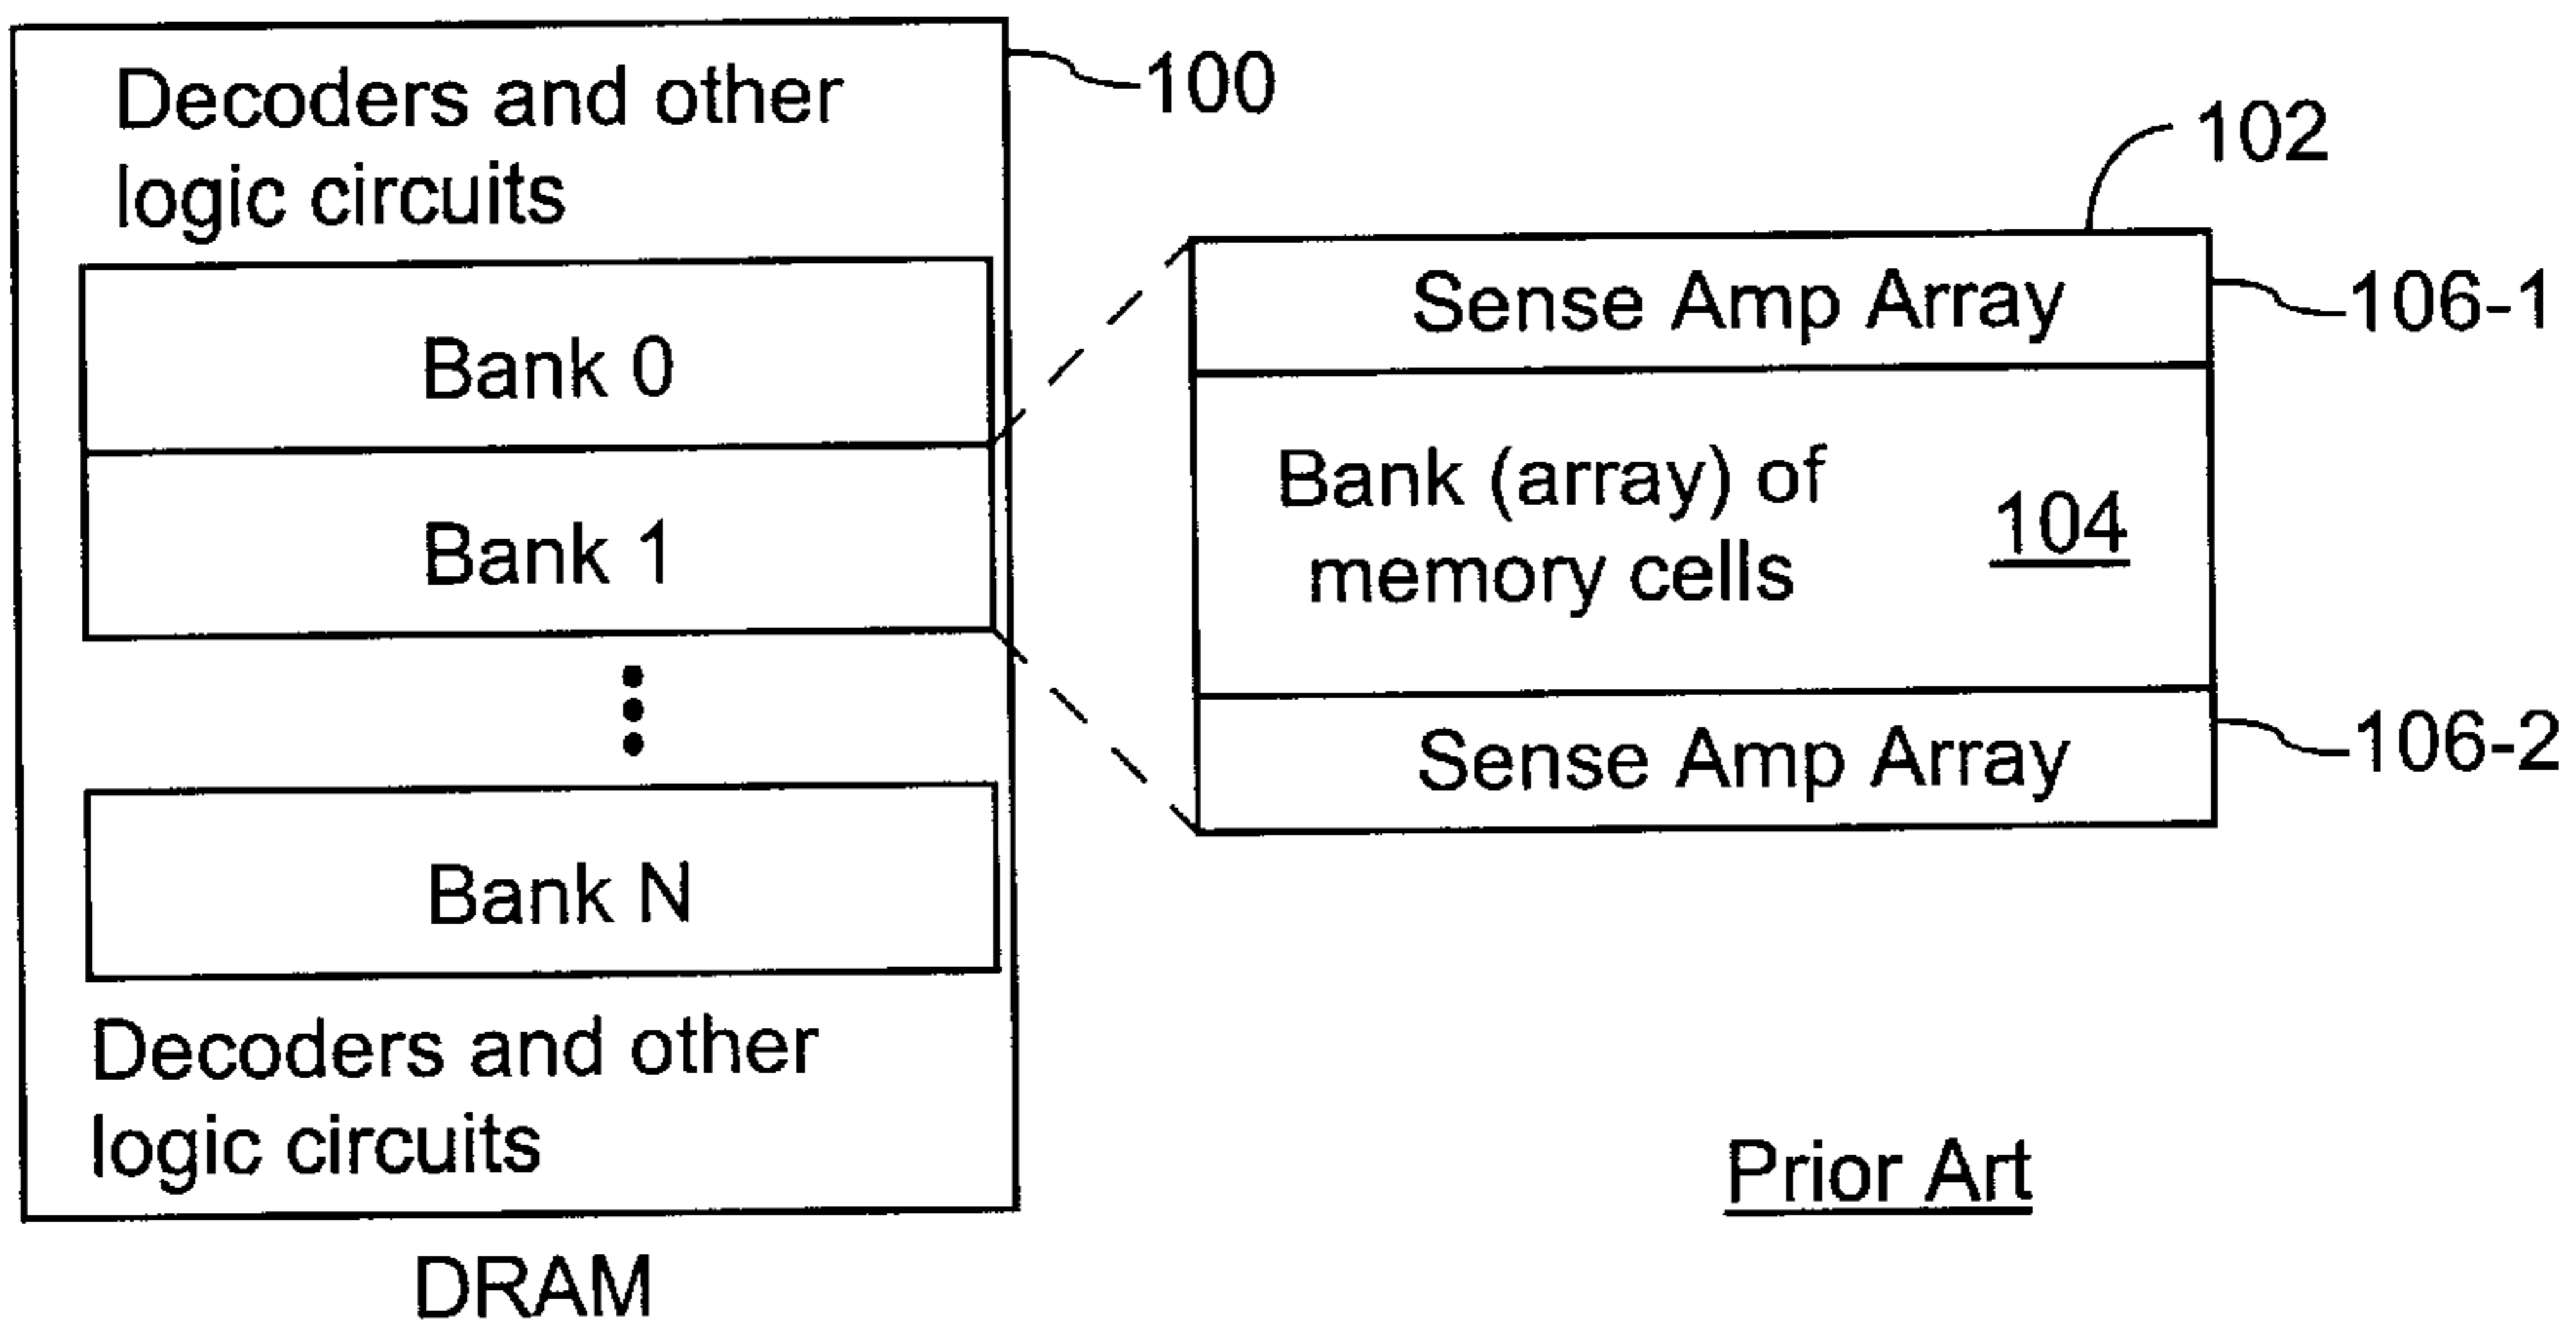 Decoders and other
logic circuits
100
Bank 0
Bank 1
Bank N
Decoders and other
logic circuits
DRAM
102
Sense Amp Array
106-1
Bank (array) of
memory cells
104
Sense Amp Array
106-2
Prior Art